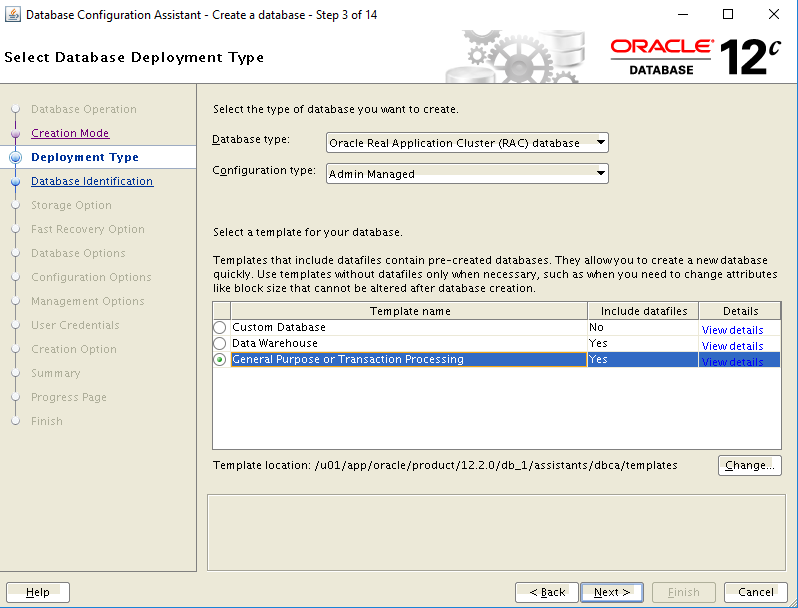 Database Configuration Assistant - Create a database - Step 3 of 14
Select Database Deployment Type
ORACLE
DATABASE
12c
Database Operation
Creation Mode
Deployment Type
Database Identification
Storage Option
Fast Recovery Option
Database Options
Configuration Options
Management Options
User Credentials
Creation Option
Summary
Progress Page
Finish
Select the type of database you want to create.
Database type: Oracle Real Application Cluster (RAC) database
Configuration type: Admin Managed
Select a template for your database.
Templates that include datafiles contain pre-created databases. They allow you to create a new database
quickly. Use templates without datafiles only when necessary, such as when you need to change attributes
like block size that cannot be altered after database creation.
Template name Include datafiles Details
Custom Database No View details
Data Warehouse Yes View details
General Purpose or Transaction Processing Yes View details
Template location: /u01/app/oracle/product/12.2.0/db_1/assistants/dbca/templates Change...
Help < Back Next > Finish Cancel